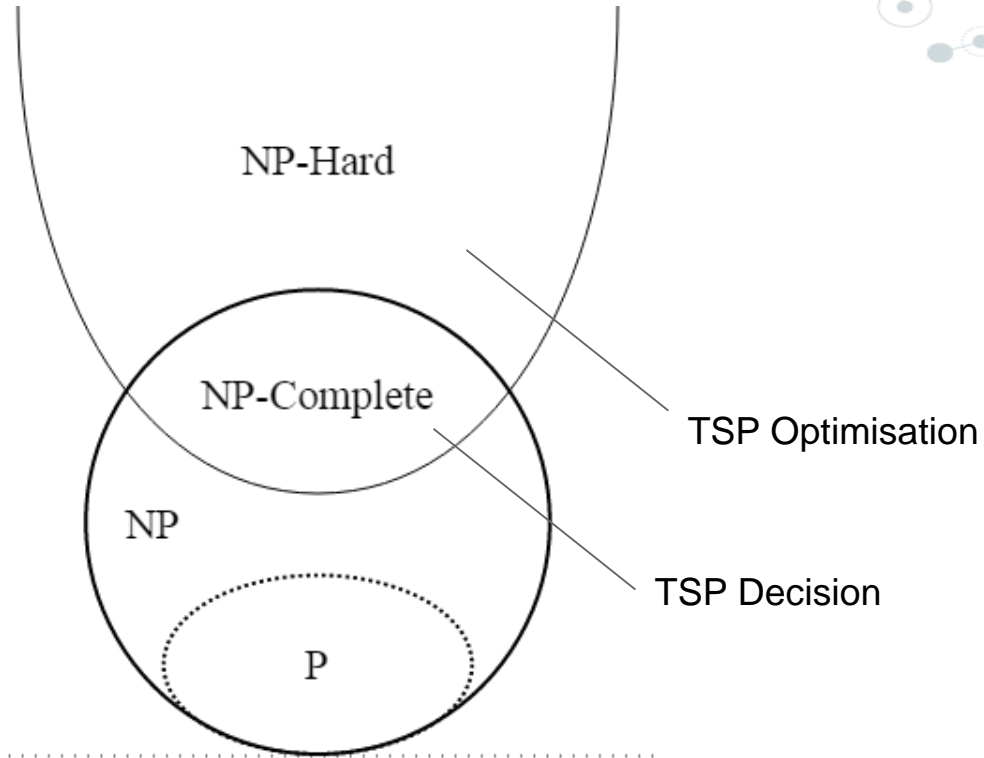 NP-Hard
NP-Complete
TSP Optimisation
NP
TSP Decision
P